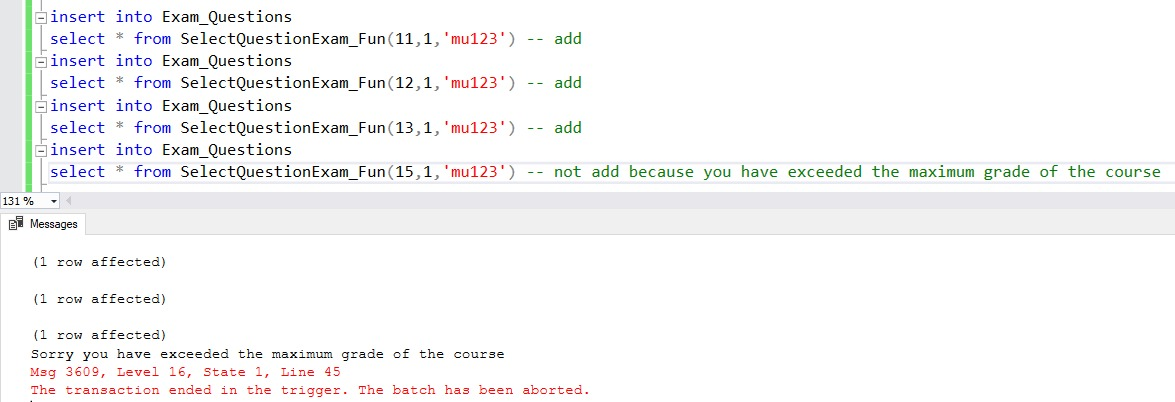 insert into Exam_Questions
select * from SelectQuestionExam_Fun(11,1,'mu123') -- add
insert into Exam_Questions
select * from SelectQuestionExam_Fun(12,1,'mu123') -- add
insert into Exam_Questions
select * from SelectQuestionExam_Fun(13,1,'mu123') -- add
insert into Exam_Questions
select * from SelectQuestionExam_Fun(15,1,'mu123') -- not add because you have exceeded the maximum grade of the course
131 %
Messages
(1 row affected)
(1 row affected)
(1 row affected)
Sorry you have exceeded the maximum grade of the course
Msg 3609, Level 16, State 1, Line 45
The transaction ended in the trigger. The batch has been aborted.